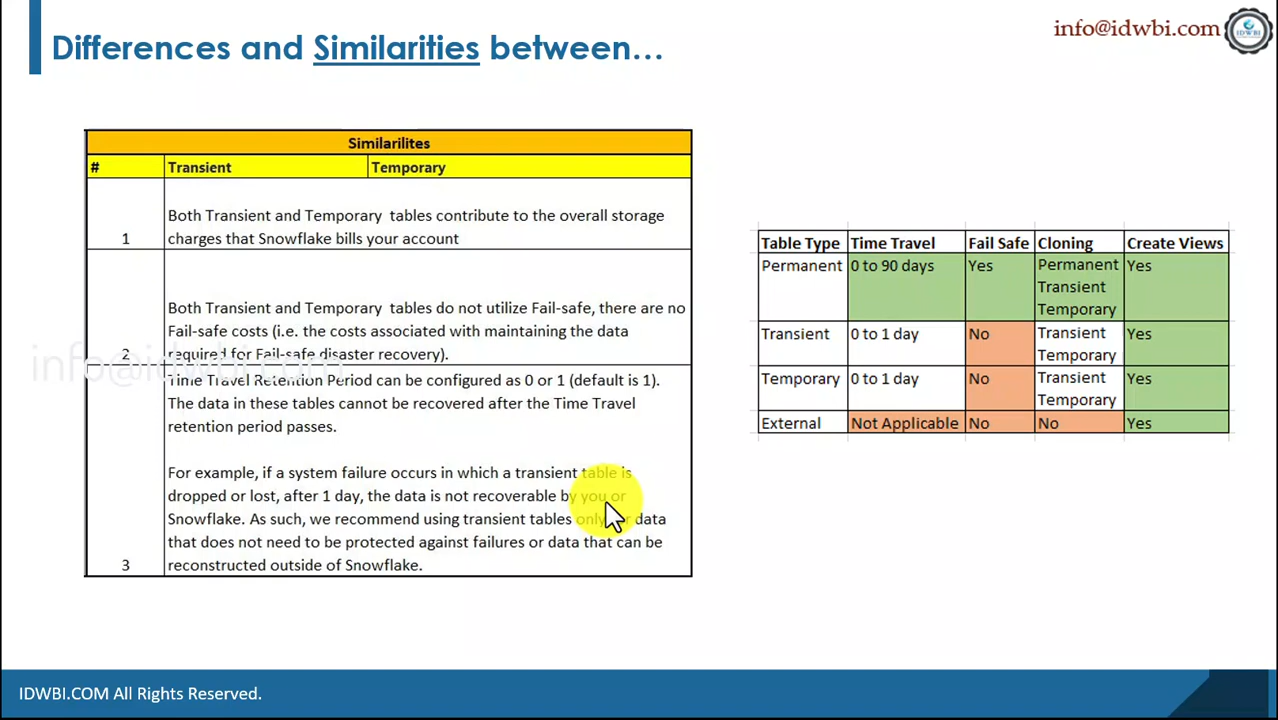 Differences and Similarities between…
info@idwbi.com
IDWBI
Similarilites
# Transient Temporary
Both Transient and Temporary tables contribute to the overall storage
1 charges that Snowflake bills your account
Both Transient and Temporary tables do not utilize Fail-safe, there are no
Fail-safe costs (i.e. the costs associated with maintaining the data
2 required for Fail-safe disaster recovery).
info@idwbi.com
Time Travel Retention Period can be configured as 0 or 1 (default is 1).
The data in these tables cannot be recovered after the Time Travel
retention period passes.
For example, if a system failure occurs in which a transient table is
dropped or lost, after 1 day, the data is not recoverable by you or
Snowflake. As such, we recommend using transient tables only for data
that does not need to be protected against failures or data that can be
3 reconstructed outside of Snowflake.
Table Type Time Travel Fail Safe Cloning Create Views
Permanent 0 to 90 days Yes Permanent Yes
Transient
Temporary
Transient 0 to 1 day No Transient Yes
Temporary
Temporary 0 to 1 day No Transient Yes
Temporary
External Not Applicable No No Yes
IDWBI.COM All Rights Reserved.